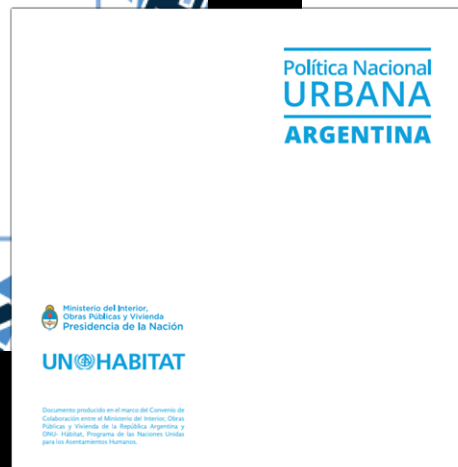 Política Nacional
URBANA
ARGENTINA
Ministerio del Interior,
Obras Públicas y Vivienda
Presidencia de la Nación
UN HABITAT
Documento producido en el marco del Convenio de
Colaboración entre el Ministerio del Interior, Obras
Públicas y Vivienda de la República Argentina y
ONU- Hábitat, Programa de las Naciones Unidas
para los Asentamientos Humanos.